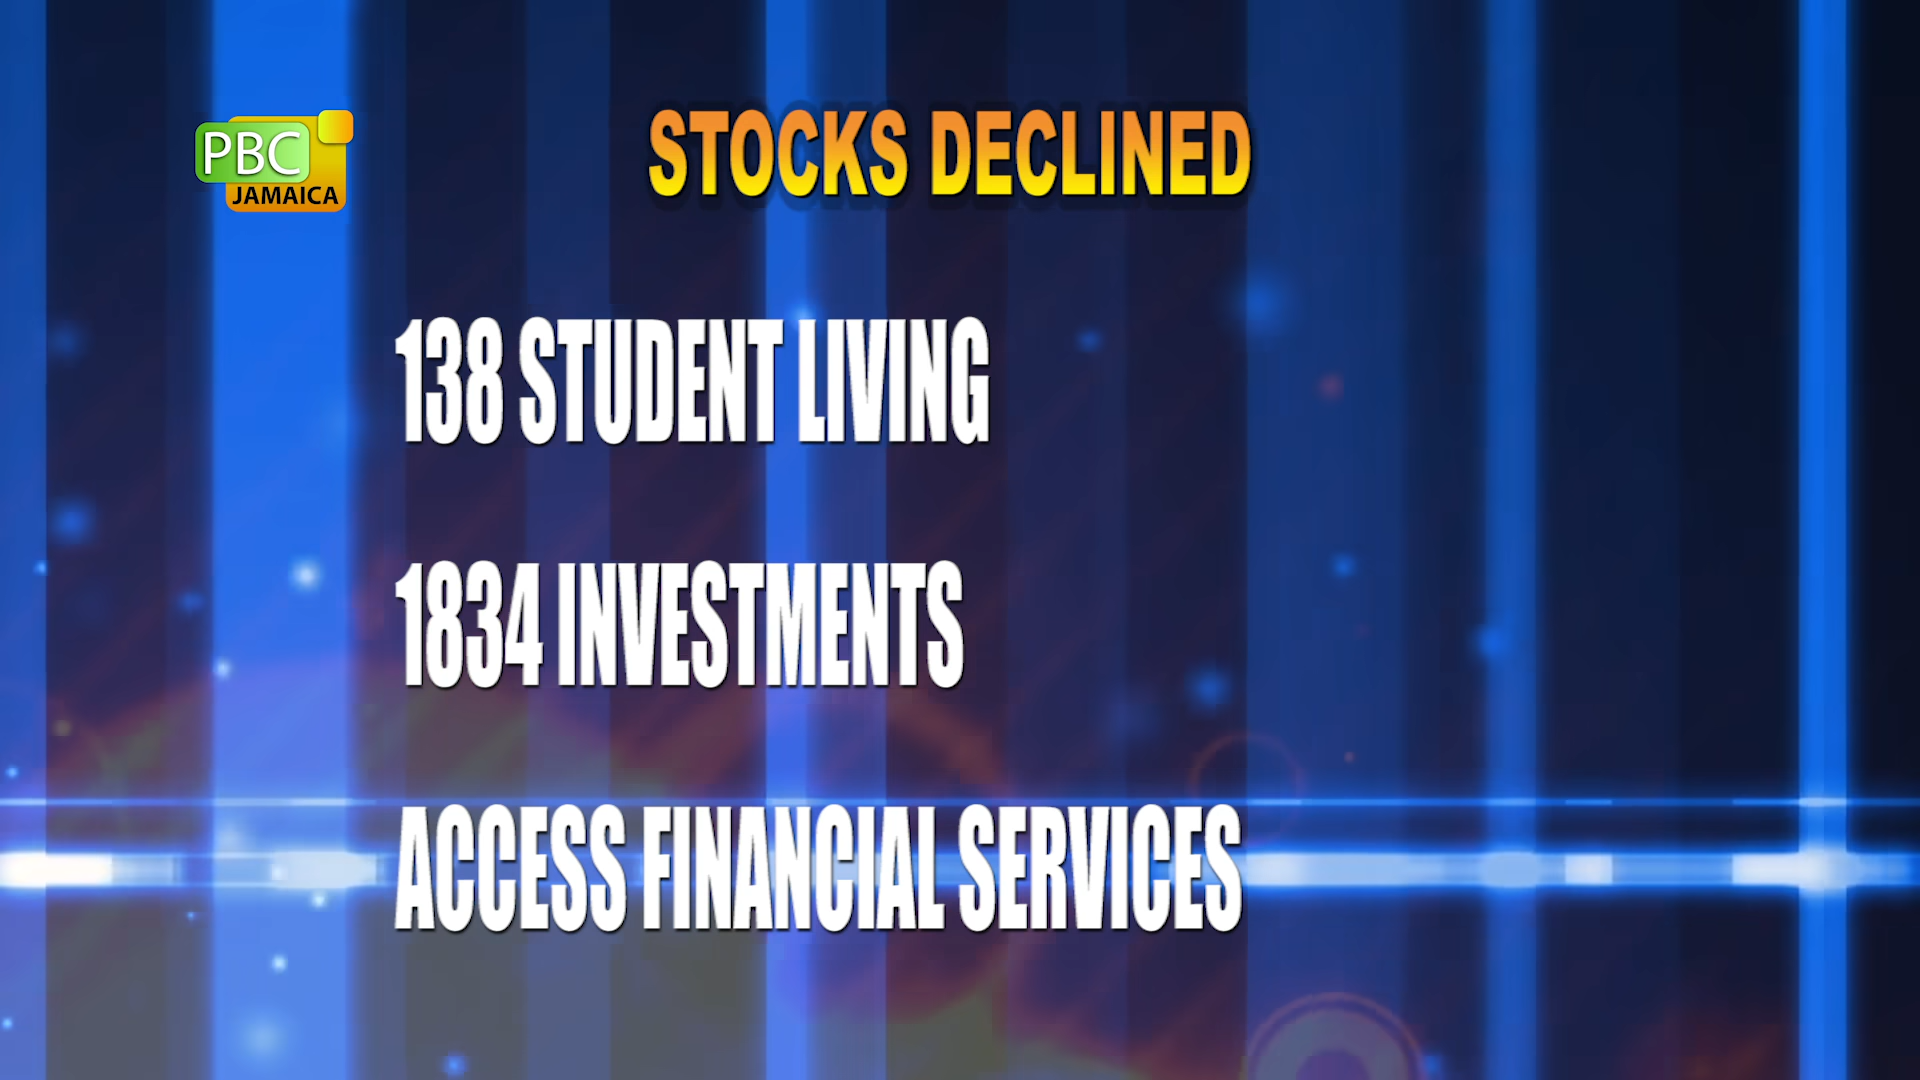 PBC
JAMAICA
STOCKS DECLINED
138 STUDENT LIVING
1834 INVESTMENTS
ACCESS FINANCIAL SERVICES